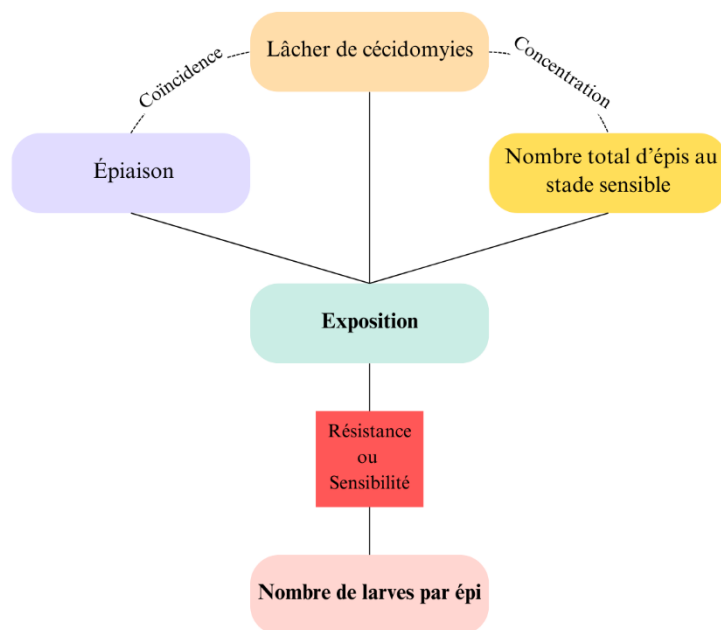 Lâcher de cécidomyies
Coïncidence
Concentration
Épiaison
Nombre total d'épis au
stade sensible
Exposition
Résistance
ou
Sensibilité
Nombre de larves par épi